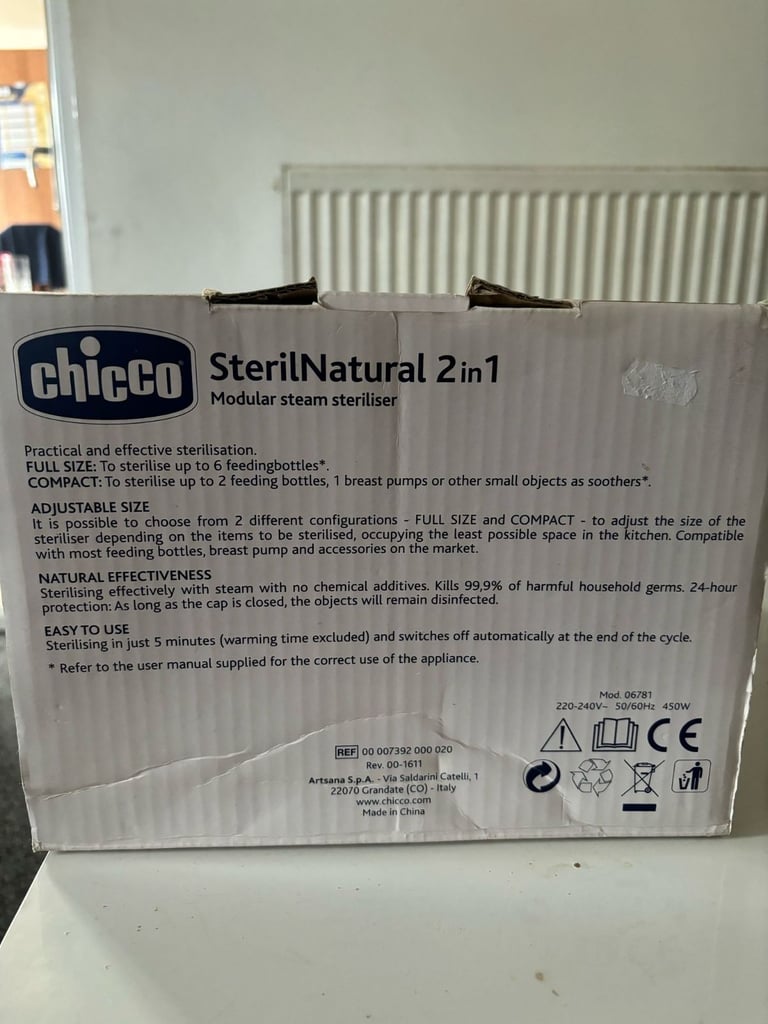 chicco
SterilNatural 2in1
Modular steam steriliser
Practical and effective sterilisation.
FULL SIZE: To sterilise up to 6 feedingbottles*.
COMPACT: To sterilise up to 2 feeding bottles, 1 breast pumps or other small objects as soothers*.
ADJUSTABLE SIZE
It is possible to choose from 2 different configurations - FULL SIZE and COMPACT - to adjust the size of the
steriliser depending on the items to be sterilised, occupying the least possible space in the kitchen. Compatible
with most feeding bottles, breast pump and accessories on the market.
NATURAL EFFECTIVENESS
Sterilising effectively with steam with no chemical additives. Kills 99,9% of harmful household germs. 24-hour
protection: As long as the cap is closed, the objects will remain disinfected.
EASY TO USE
Sterilising in just 5 minutes (warming time excluded) and switches off automatically at the end of the cycle.
* Refer to the user manual supplied for the correct use of the appliance.
Mod. 06781
220-240V~ 50/60Hz 450W
CE
REF 00 007392 000 020
Rev. 00-1611
Artsana S.p.A. - Via Saldarini Catelli, 1
22070 Grandate (CO) - Italy
www.chicco.com
Made in China